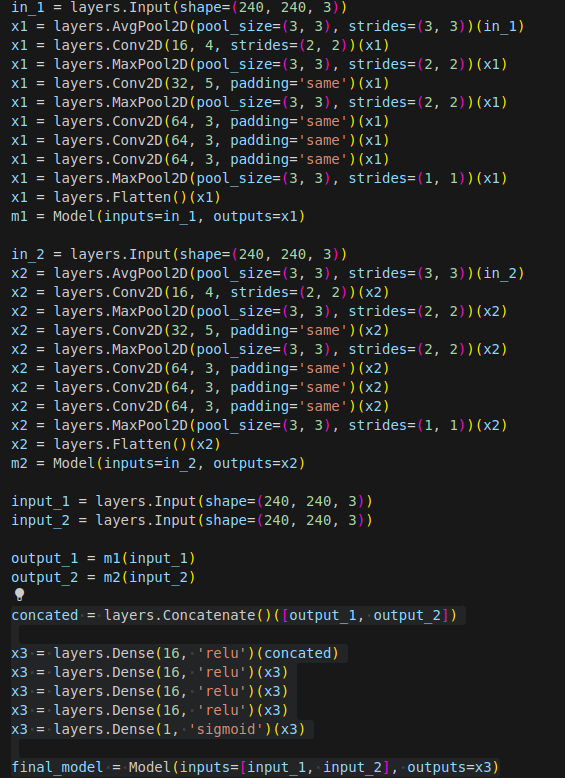 in_1 = layers.Input(shape=(240, 240, 3))
x1 = layers.AvgPool2D(pool_size=(3, 3), strides=(3, 3))(in_1)
x1 = layers.Conv2D(16, 4, strides=(2, 2))(x1)
x1 = layers.MaxPool2D(pool_size=(3, 3), strides=(2, 2))(x1)
x1 = layers.Conv2D(32, 5, padding='same')(x1)
x1 = layers.MaxPool2D(pool_size=(3, 3), strides=(2, 2))(x1)
x1 = layers.Conv2D(64, 3, padding='same')(x1)
x1 = layers.Conv2D(64, 3, padding='same')(x1)
x1 = layers.Conv2D(64, 3, padding='same')(x1)
x1 = layers.MaxPool2D(pool_size=(3, 3), strides=(1, 1))(x1)
x1 = layers.Flatten()(x1)
m1 = Model(inputs=in_1, outputs=x1)

in_2 = layers.Input(shape=(240, 240, 3))
x2 = layers.AvgPool2D(pool_size=(3, 3), strides=(3, 3))(in_2)
x2 = layers.Conv2D(16, 4, strides=(2, 2))(x2)
x2 = layers.MaxPool2D(pool_size=(3, 3), strides=(2, 2))(x2)
x2 = layers.Conv2D(32, 5, padding='same')(x2)
x2 = layers.MaxPool2D(pool_size=(3, 3), strides=(2, 2))(x2)
x2 = layers.Conv2D(64, 3, padding='same')(x2)
x2 = layers.Conv2D(64, 3, padding='same')(x2)
x2 = layers.Conv2D(64, 3, padding='same')(x2)
x2 = layers.MaxPool2D(pool_size=(3, 3), strides=(1, 1))(x2)
x2 = layers.Flatten()(x2)
m2 = Model(inputs=in_2, outputs=x2)

input_1 = layers.Input(shape=(240, 240, 3))
input_2 = layers.Input(shape=(240, 240, 3))

output_1 = m1(input_1)
output_2 = m2(input_2)

concated = layers.Concatenate()([output_1, output_2])

x3 = layers.Dense(16, 'relu')(concated)
x3 = layers.Dense(16, 'relu')(x3)
x3 = layers.Dense(16, 'relu')(x3)
x3 = layers.Dense(16, 'relu')(x3)
x3 = layers.Dense(1, 'sigmoid')(x3)

final_model = Model(inputs=[input_1, input_2], outputs=x3)